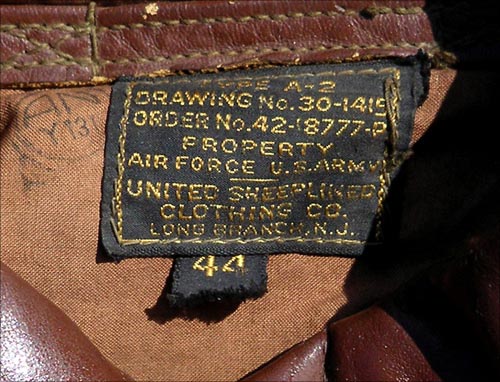 TYPE A-2
DRAWING No. 30-1415
ORDER No. 42-18777-P
PROPERTY
AIR FORCE U.S. ARMY
UNITED SHEEPLINED
CLOTHING CO.
LONG BRANCH, N.J.
44